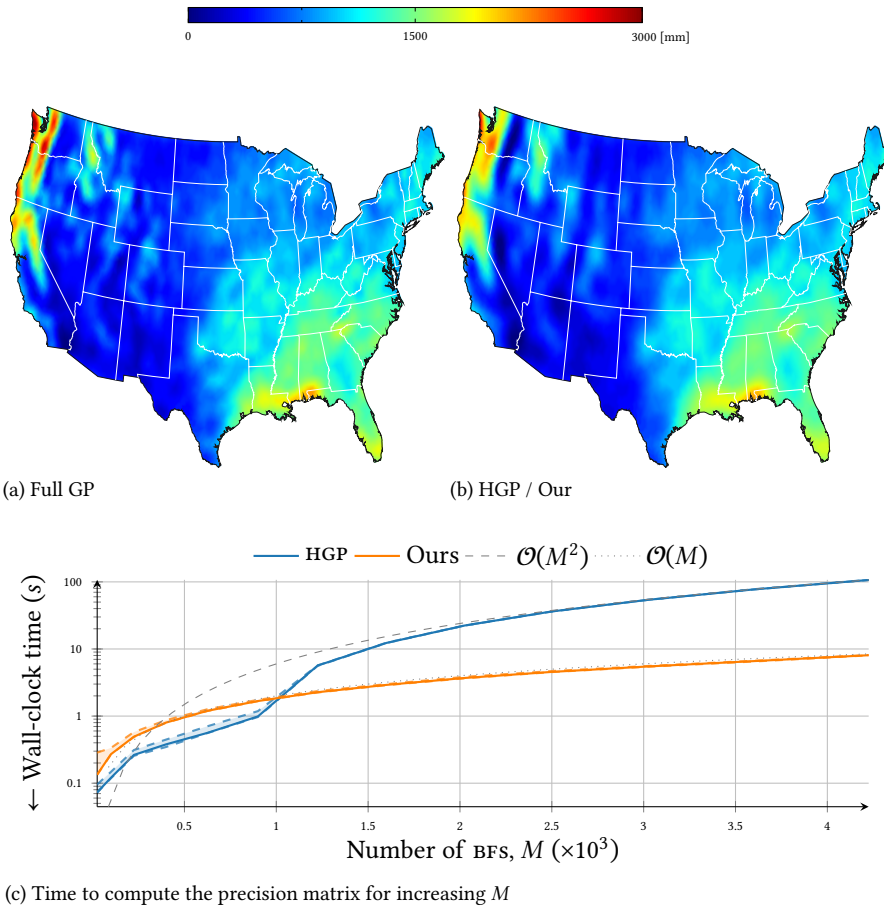 0 1500 3000 [mm]
(a) Full GP (b) HGP / Our
HGP Ours 𝒪(M²) 𝒪(M)
← Wall-clock time (s)
100
10
1
0.1
0.5 1 1.5 2 2.5 3 3.5 4
Number of BFS, M (×10³)
(c) Time to compute the precision matrix for increasing M